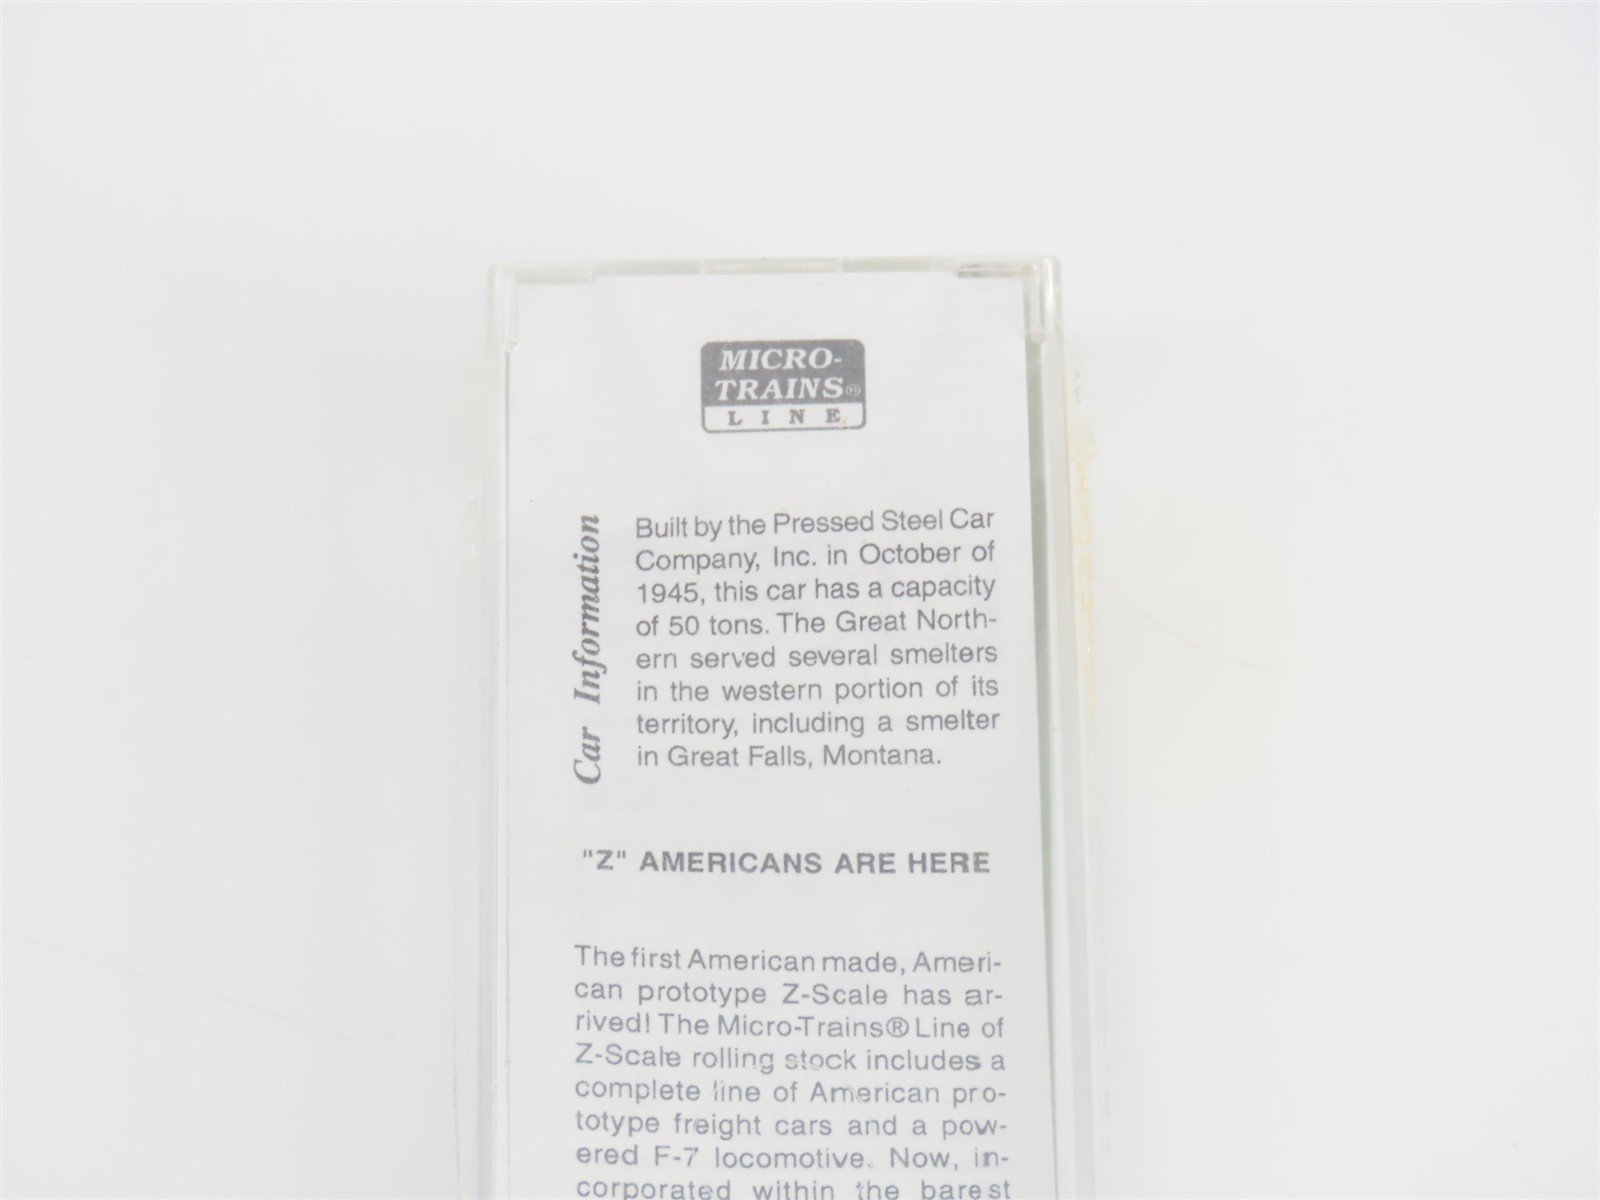 MICRO-
TRAINS®
LINE
Car Information
Built by the Pressed Steel Car
Company, Inc. in October of
1945, this car has a capacity
of 50 tons. The Great North-
ern served several smelters
in the western portion of its
territory, including a smelter
in Great Falls, Montana.
"Z" AMERICANS ARE HERE
The first American made, Ameri-
can prototype Z-Scale has ar-
rived! The Micro-Trains® Line of
Z-Scale rolling stock includes a
complete line of American pro-
totype freight cars and a pow-
ered F-7 locomotive. Now, in-
corporated within the barest